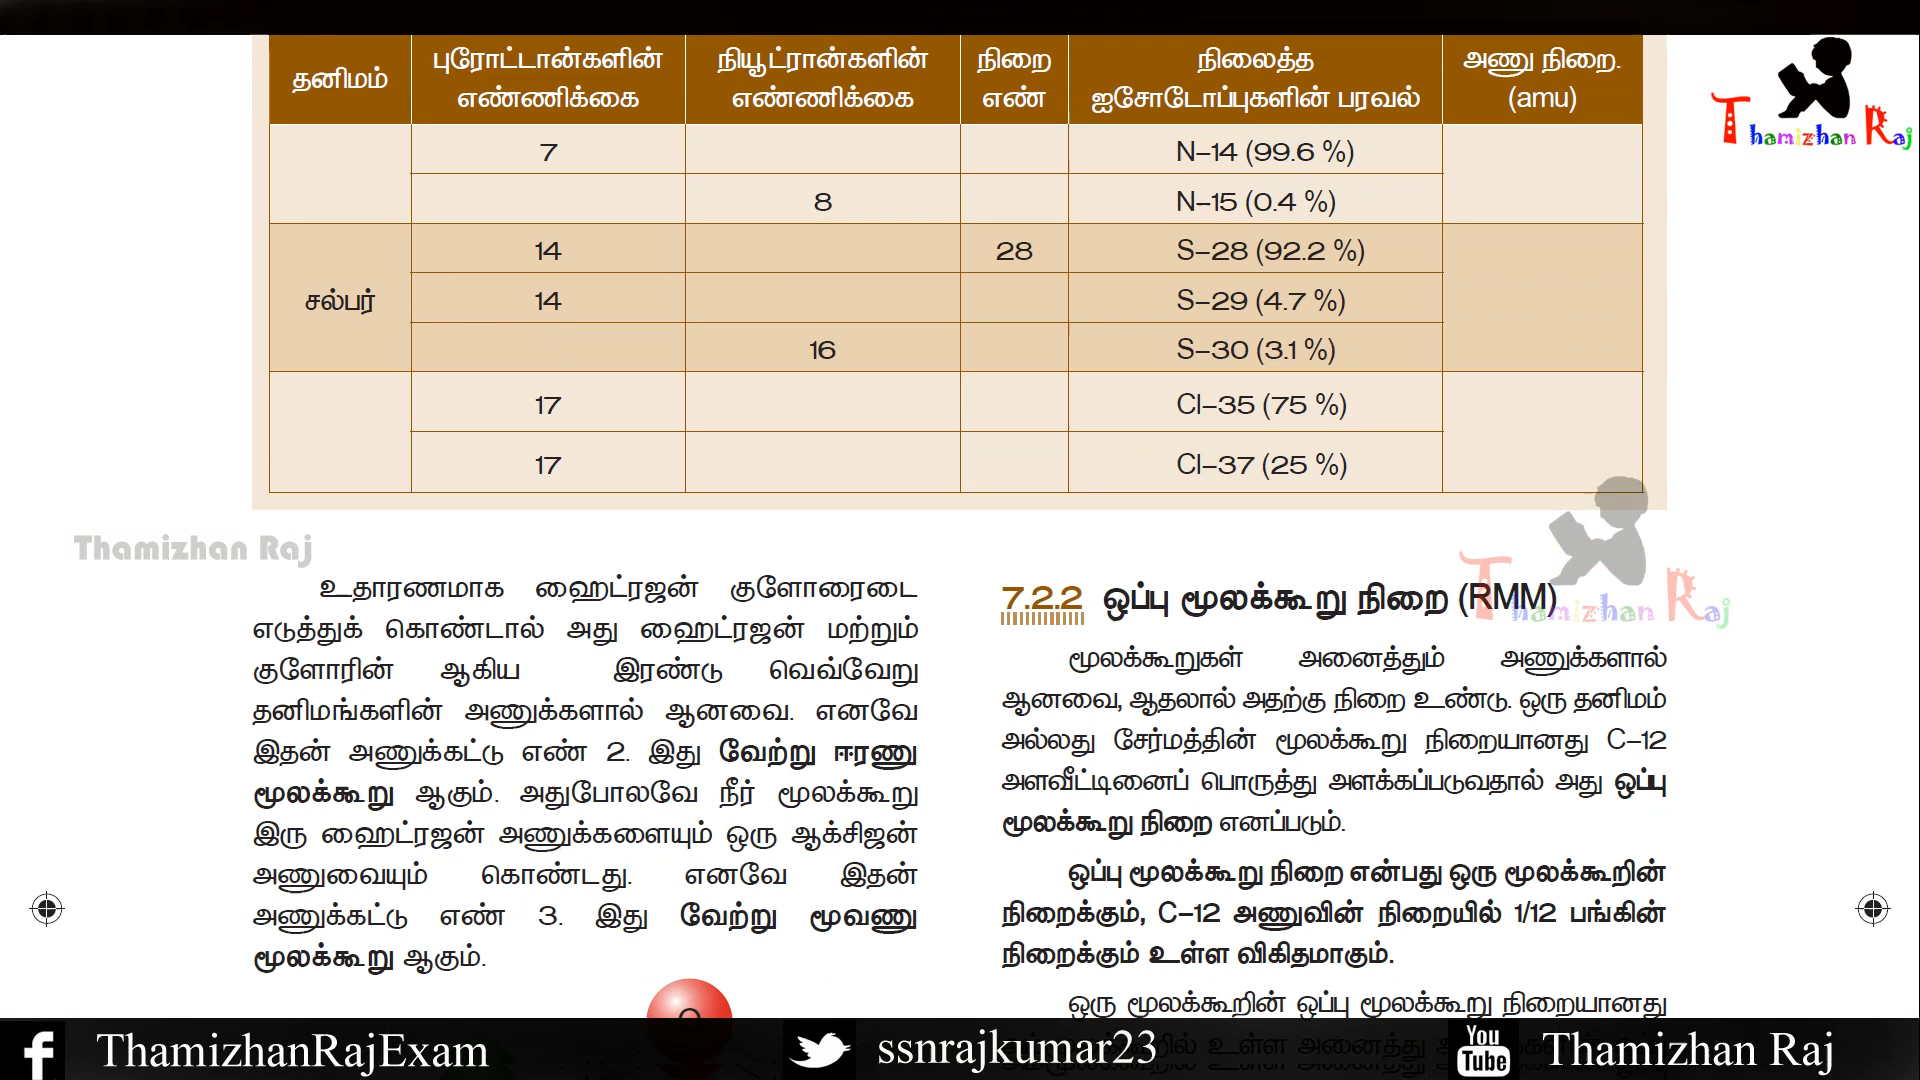 தனிமம் புரோட்டான்களின் எண்ணிக்கை நியூட்ரான்களின் எண்ணிக்கை நிறை எண் நிலைத்த ஐசோடோப்புகளின் பரவல் அணு நிறை. (amu)
7 N–14 (99.6 %)
8 N–15 (0.4 %)
14 28 S–28 (92.2 %)
சல்பர் 14 S–29 (4.7 %)
16 S–30 (3.1 %)
17 Cl–35 (75 %)
17 Cl–37 (25 %)
Thamizhan Raj
Thamizhan Raj
உதாரணமாக ஹைட்ரஜன் குளோரைடை
எடுத்துக் கொண்டால் அது ஹைட்ரஜன் மற்றும்
குளோரின் ஆகிய இரண்டு வெவ்வேறு
தனிமங்களின் அணுக்களால் ஆனவை. எனவே
இதன் அணுக்கட்டு எண் 2. இது வேற்று ஈரணு
மூலக்கூறு ஆகும். அதுபோலவே நீர் மூலக்கூறு
இரு ஹைட்ரஜன் அணுக்களையும் ஒரு ஆக்சிஜன்
அணுவையும் கொண்டது. எனவே இதன்
அணுக்கட்டு எண் 3. இது வேற்று மூவணு
மூலக்கூறு ஆகும்.
7.2.2 ஒப்பு மூலக்கூறு நிறை (RMM)
Thamizhan Raj
மூலக்கூறுகள் அனைத்தும் அணுக்களால்
ஆனவை, ஆதலால் அதற்கு நிறை உண்டு. ஒரு தனிமம்
அல்லது சேர்மத்தின் மூலக்கூறு நிறையானது C–12
அளவீட்டினைப் பொருத்து அளக்கப்படுவதால் அது ஒப்பு
மூலக்கூறு நிறை எனப்படும்.
ஒப்பு மூலக்கூறு நிறை என்பது ஒரு மூலக்கூறின்
நிறைக்கும், C–12 அணுவின் நிறையில் 1/12 பங்கின்
நிறைக்கும் உள்ள விகிதமாகும்.
ஒரு மூலக்கூறின் ஒப்பு மூலக்கூறு நிறையானது
உள்ள அனைத்து
ThamizhanRajExam ssnrajkumar23 You Tube Thamizhan Raj